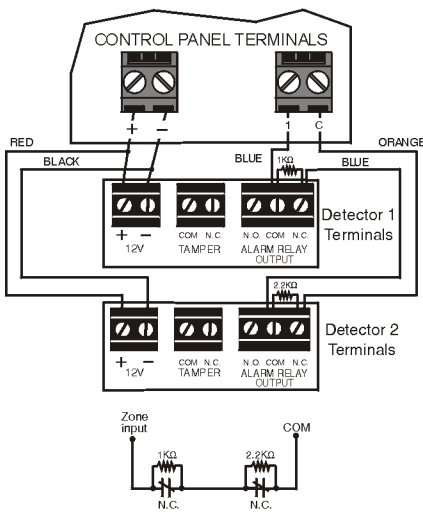 CONTROL PANEL TERMINALS
+ − 1 C
RED ORANGE
BLACK BLUE 1KΩ BLUE
Detector 1
Terminals
+ − COM N.C. N.O. COM N.C.
12V TAMPER ALARM RELAY
OUTPUT
2.2KΩ
Detector 2
Terminals
+ − COM N.C. N.O. COM N.C.
12V TAMPER ALARM RELAY
OUTPUT
Zone
input
COM
1KΩ 2.2KΩ
N.C. N.C.